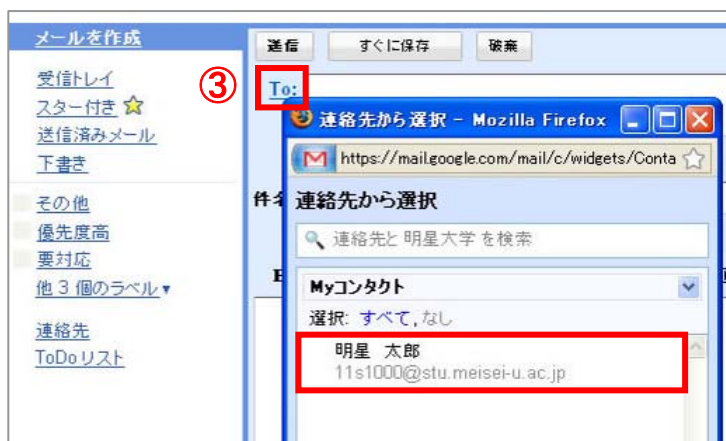 メールを作成
受信トレイ
スター付き
送信済みメール
下書き
その他
優先度高
要対応
他 3 個のラベル▼
連絡先
ToDo リスト
送信 すぐに保存 破棄
③ To:
連絡先から選択 - Mozilla Firefox
https://mail.google.com/mail/c/widgets/Conta
件名
連絡先から選択
連絡先と 明星大学 を検索
Myコンタクト
選択: すべて, なし
明星 太郎
11s1000@stu.meisei-u.ac.jp